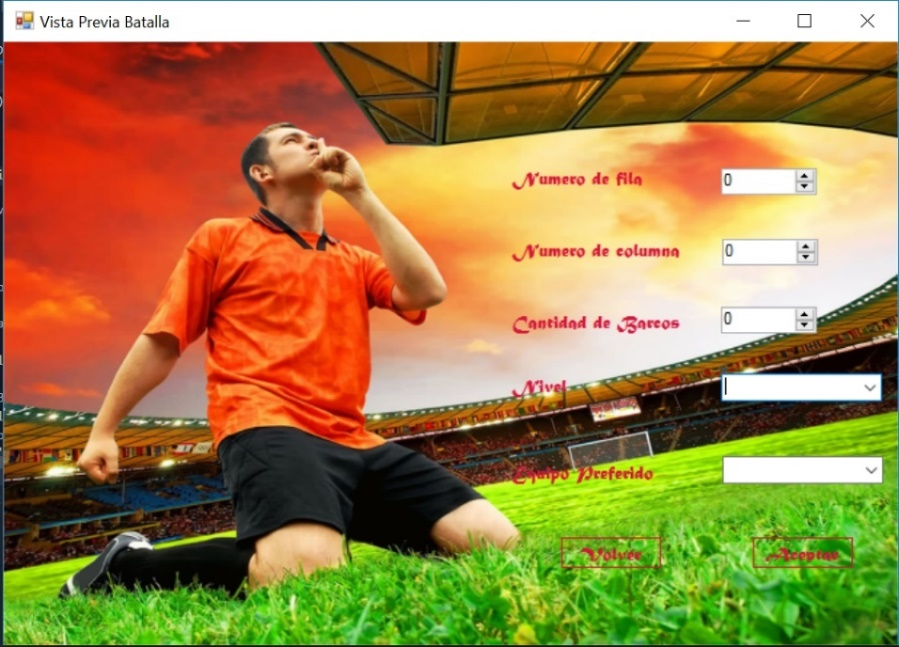 Vista Previa Batalla
Numero de fila
0
Numero de columna
0
Cantidad de Barcos
0
Nivel
Equipo Preferido
Volver
Aceptar